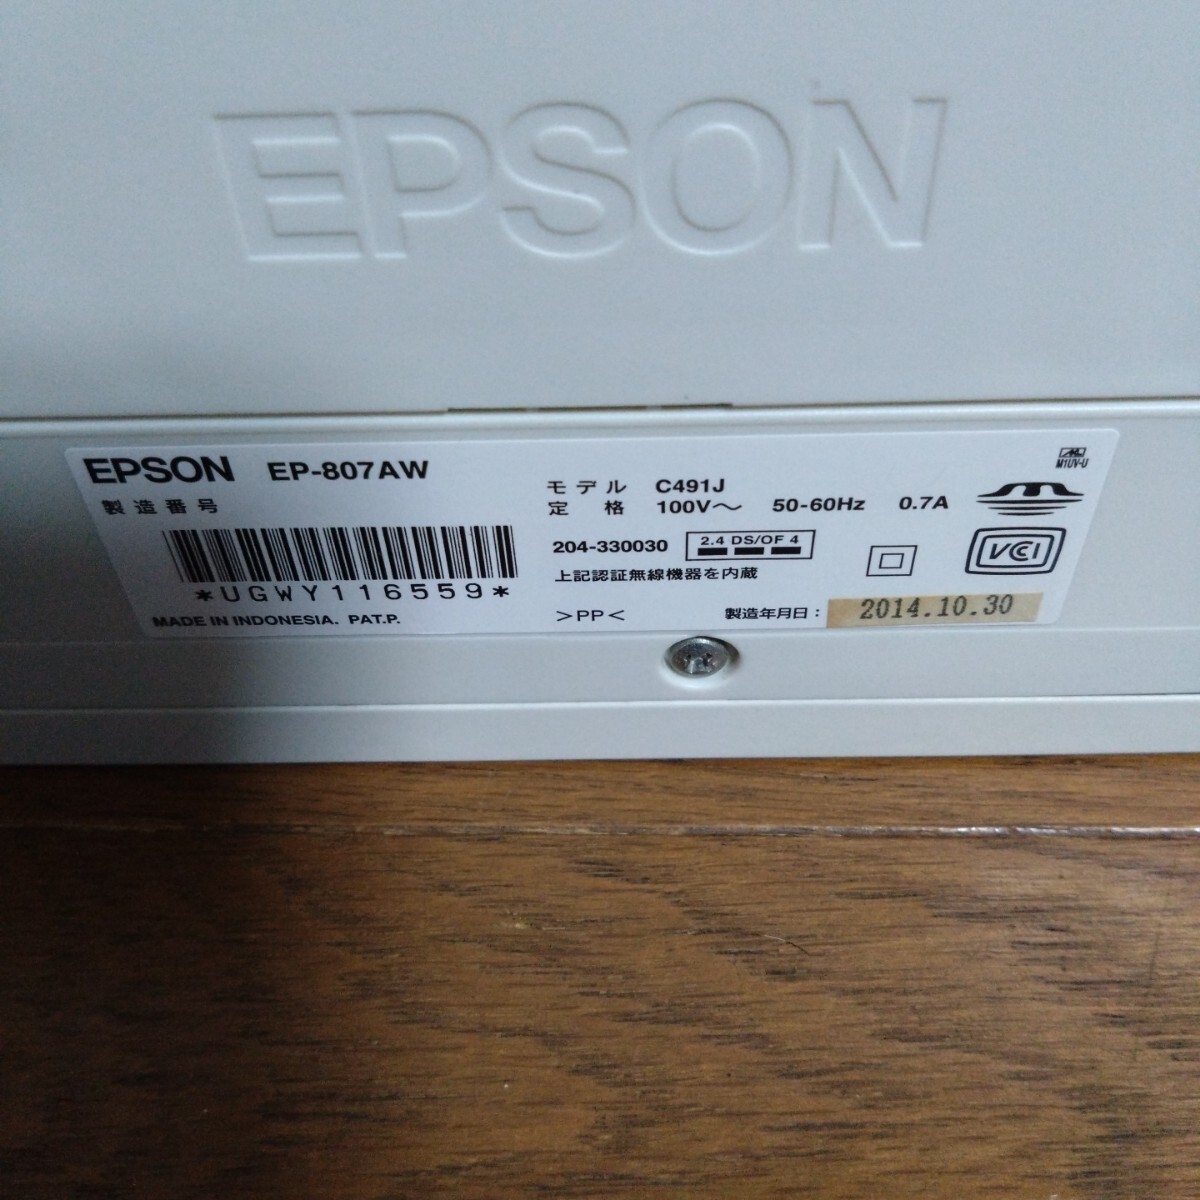 EPSON
EPSON EP-807AW
製造番号
*UGWY116559*
MADE IN INDONESIA. PAT.P.
モデル C491J
定格 100V～ 50-60Hz 0.7A
204-330030 2.4 DS/OF 4
上記認証無線機器を内蔵
>PP< 製造年月日：2014.10.30
M1UV-U
VCCI